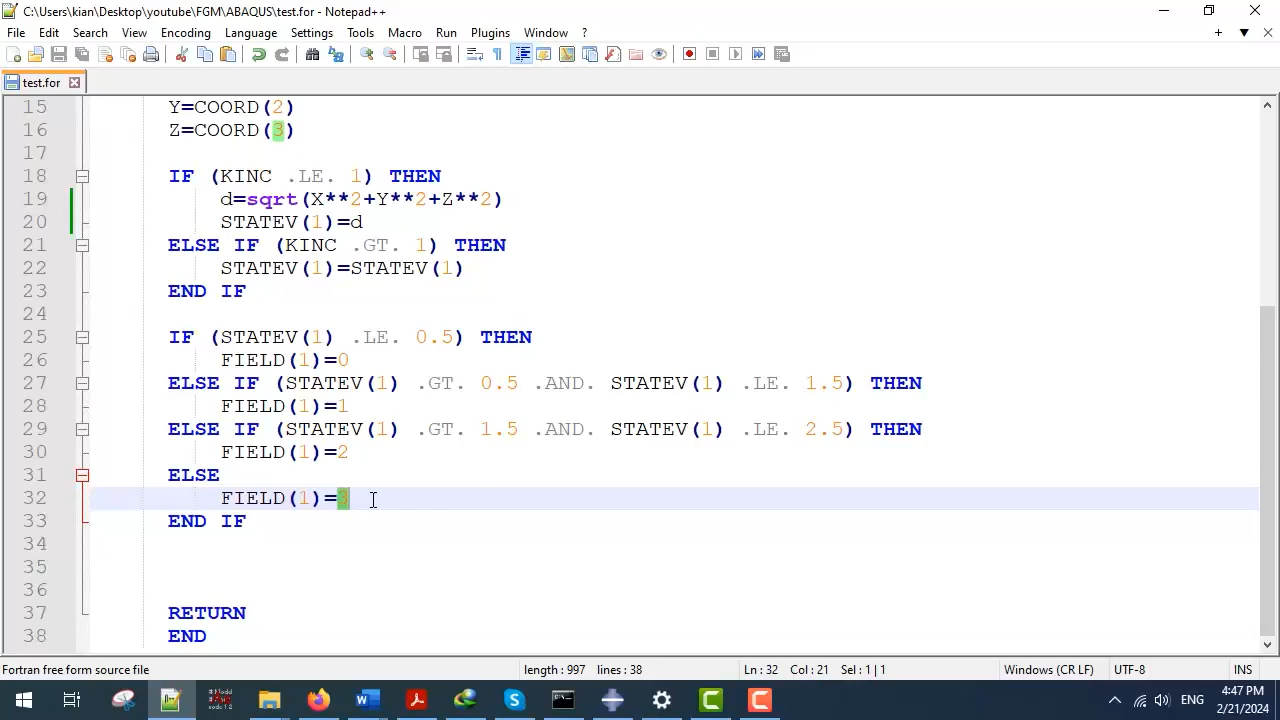 C:\Users\kian\Desktop\youtube\FGM\ABAQUS\test.for - Notepad++
File Edit Search View Encoding Language Settings Tools Macro Run Plugins Window ?
test.for
15 Y=COORD(2)
16 Z=COORD(3)
17
18 IF (KINC .LE. 1) THEN
19 d=sqrt(X**2+Y**2+Z**2)
20 STATEV(1)=d
21 ELSE IF (KINC .GT. 1) THEN
22 STATEV(1)=STATEV(1)
23 END IF
24
25 IF (STATEV(1) .LE. 0.5) THEN
26 FIELD(1)=0
27 ELSE IF (STATEV(1) .GT. 0.5 .AND. STATEV(1) .LE. 1.5) THEN
28 FIELD(1)=1
29 ELSE IF (STATEV(1) .GT. 1.5 .AND. STATEV(1) .LE. 2.5) THEN
30 FIELD(1)=2
31 ELSE
32 FIELD(1)=3
33 END IF
34
35
36
37 RETURN
38 END
Fortran free form source file length : 997 lines : 38 Ln : 32 Col : 21 Sel : 1 | 1 Windows (CR LF) UTF-8 INS
ENG 4:47 PM
2/21/2024